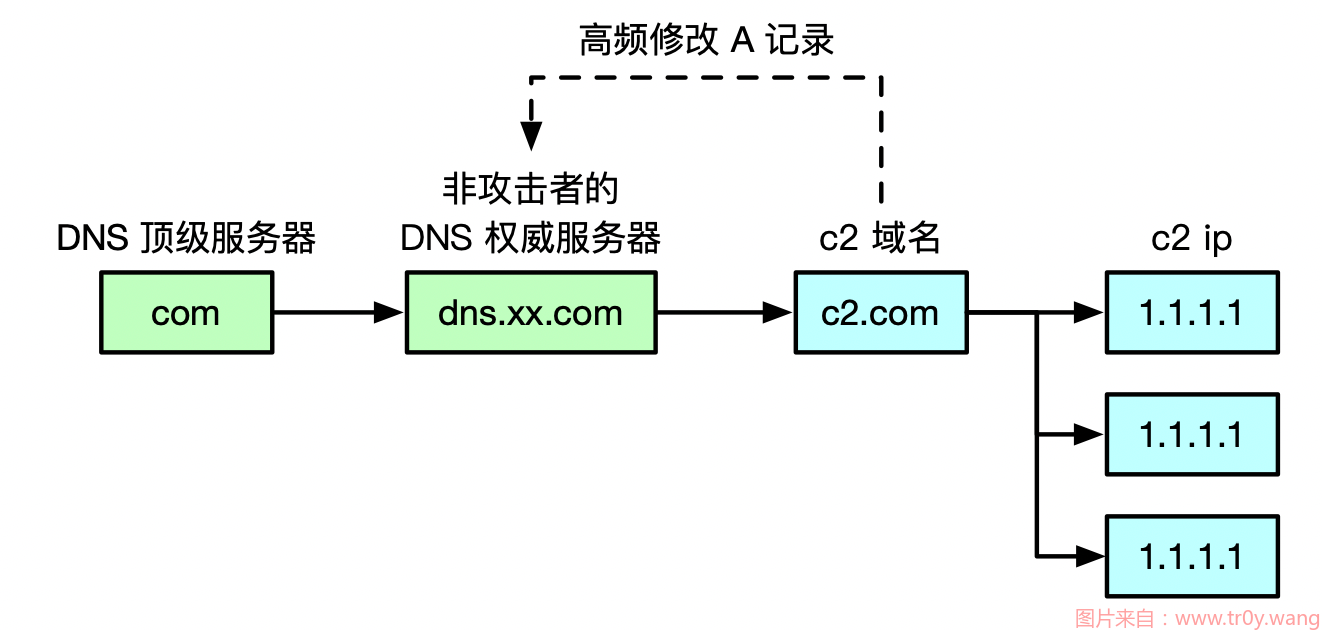 高频修改 A 记录
非攻击者的
DNS 顶级服务器
DNS 权威服务器
c2 域名
c2 ip
com
dns.xx.com
c2.com
1.1.1.1
1.1.1.1
1.1.1.1
图片来自：www.tr0y.wang